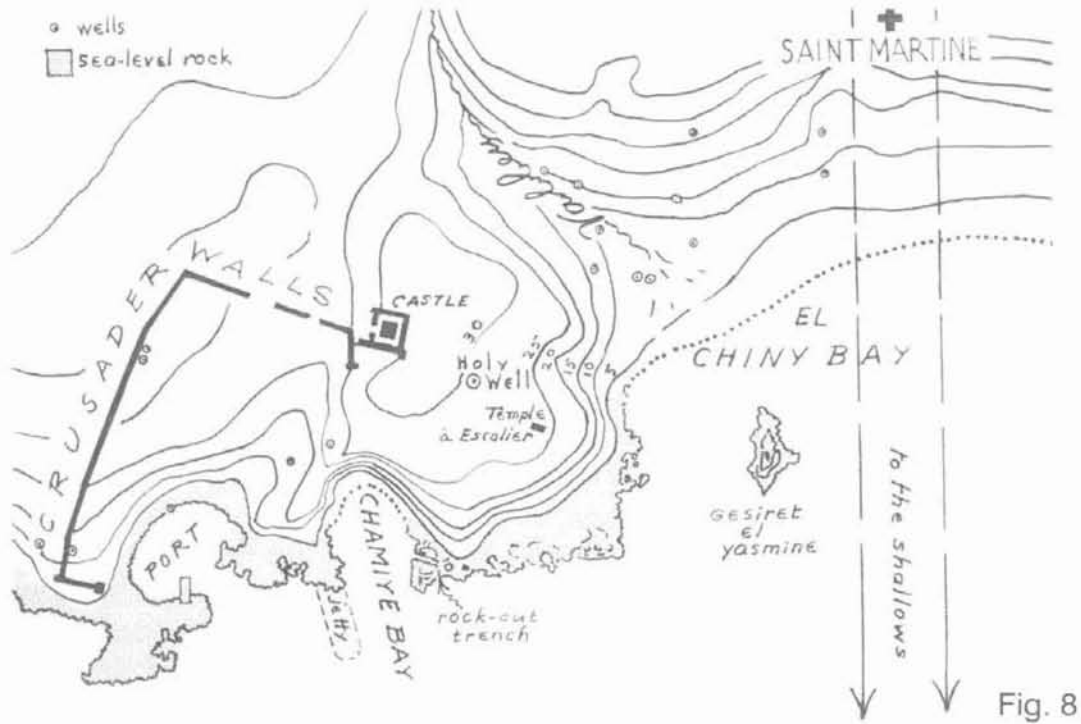 wells
sea-level rock
SAINT MARTINE
CRUSADER WALLS
CASTLE
30
Holy
Well
25
20
15
10
5
Temple
à Escalier
EL
CHINY BAY
GESIRET
el
yasmine
to the shallows
PORT
Jetty
CHAMIYE BAY
rock-cut
trench
Fig. 8